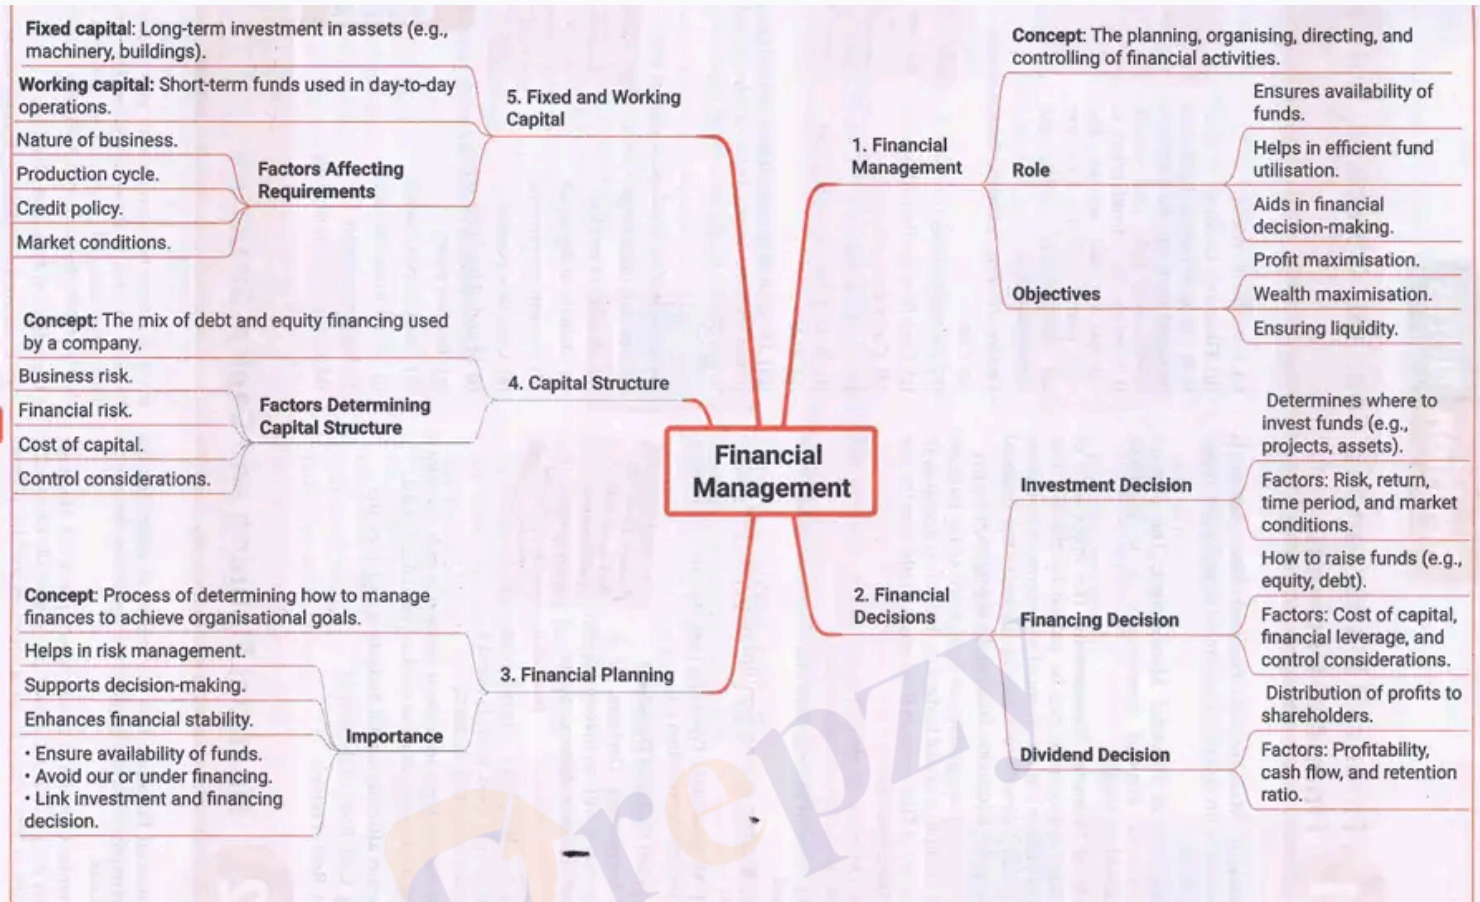 Financial
Management
1. Financial
Management
Concept: The planning, organising, directing, and
controlling of financial activities.
Role
Ensures availability of
funds.
Helps in efficient fund
utilisation.
Aids in financial
decision-making.
Objectives
Profit maximisation.
Wealth maximisation.
Ensuring liquidity.
2. Financial
Decisions
Investment Decision
Determines where to
invest funds (e.g.,
projects, assets).
Factors: Risk, return,
time period, and market
conditions.
Financing Decision
How to raise funds (e.g.,
equity, debt).
Factors: Cost of capital,
financial leverage, and
control considerations.
Dividend Decision
Distribution of profits to
shareholders.
Factors: Profitability,
cash flow, and retention
ratio.
3. Financial Planning
Concept: Process of determining how to manage
finances to achieve organisational goals.
Importance
Helps in risk management.
Supports decision-making.
Enhances financial stability.
• Ensure availability of funds.
• Avoid our or under financing.
• Link investment and financing
decision.
4. Capital Structure
Concept: The mix of debt and equity financing used
by a company.
Factors Determining
Capital Structure
Business risk.
Financial risk.
Cost of capital.
Control considerations.
5. Fixed and Working
Capital
Fixed capital: Long-term investment in assets (e.g.,
machinery, buildings).
Working capital: Short-term funds used in day-to-day
operations.
Factors Affecting
Requirements
Nature of business.
Production cycle.
Credit policy.
Market conditions.